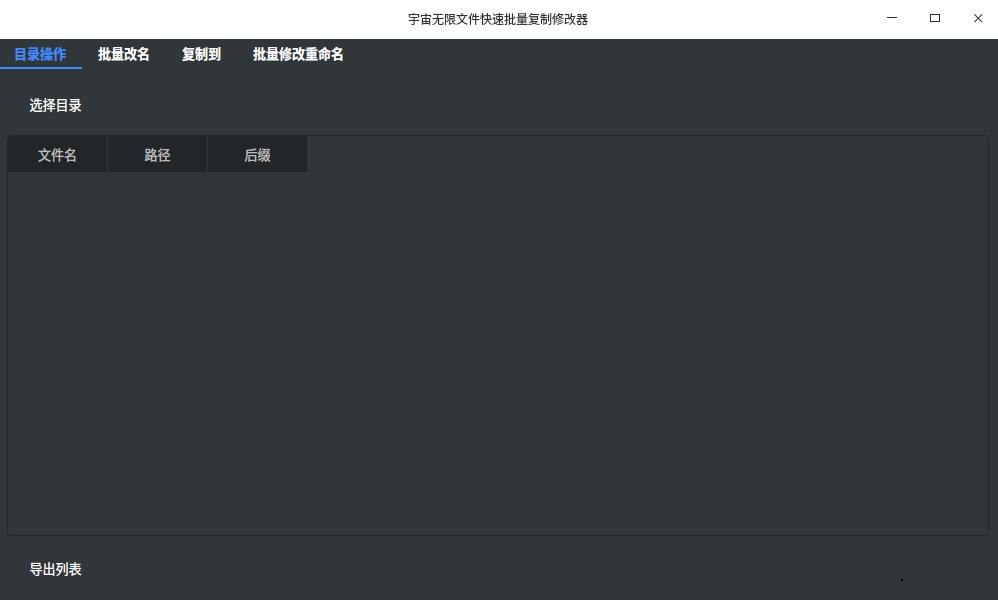 宇宙无限文件快速批量复制修改器
目录操作 批量改名 复制到 批量修改重命名
选择目录
文件名 路径 后缀
导出列表